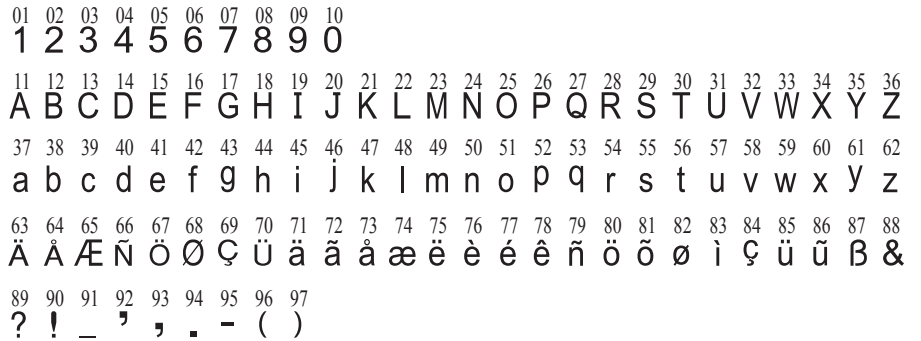 01 02 03 04 05 06 07 08 09 10
1 2 3 4 5 6 7 8 9 0
11 12 13 14 15 16 17 18 19 20 21 22 23 24 25 26 27 28 29 30 31 32 33 34 35 36
A B C D E F G H I J K L M N O P Q R S T U V W X Y Z
37 38 39 40 41 42 43 44 45 46 47 48 49 50 51 52 53 54 55 56 57 58 59 60 61 62
a b c d e f g h i j k l m n o p q r s t u v w x y z
63 64 65 66 67 68 69 70 71 72 73 74 75 76 77 78 79 80 81 82 83 84 85 86 87 88
Ä Å Æ Ñ Ö Ø Ç Ü ä ã å æ ë è é ê ñ ö õ ø ì ç ü ũ ß &
89 90 91 92 93 94 95 96 97
? ! _ ’ , . - ( )